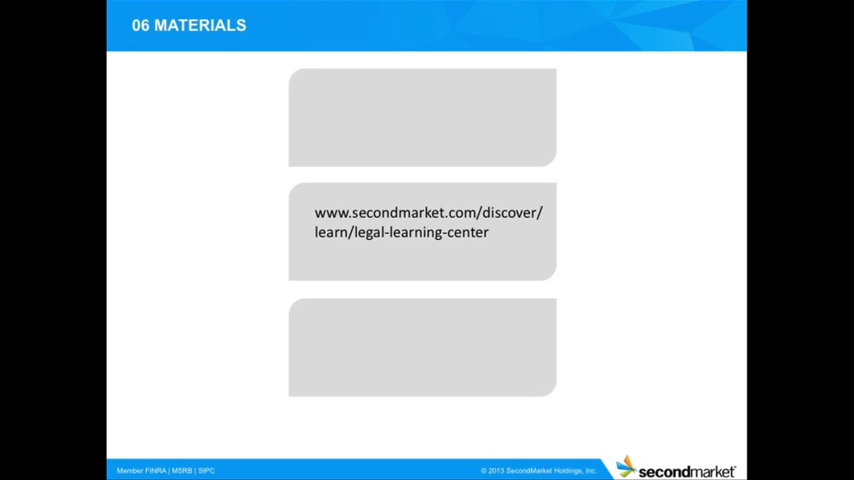 06 MATERIALS
www.secondmarket.com/discover/
learn/legal-learning-center
Member FINRA | MSRB | SIPC
© 2013 SecondMarket Holdings, Inc.
secondmarket